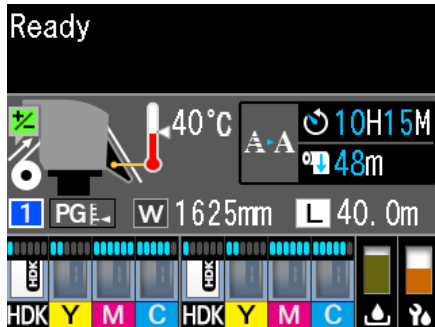 Ready
40°C
A▸A
10H15M
48m
1 PG W 1625mm L 40.0m
HDK HDK
HDK Y M C HDK Y M C